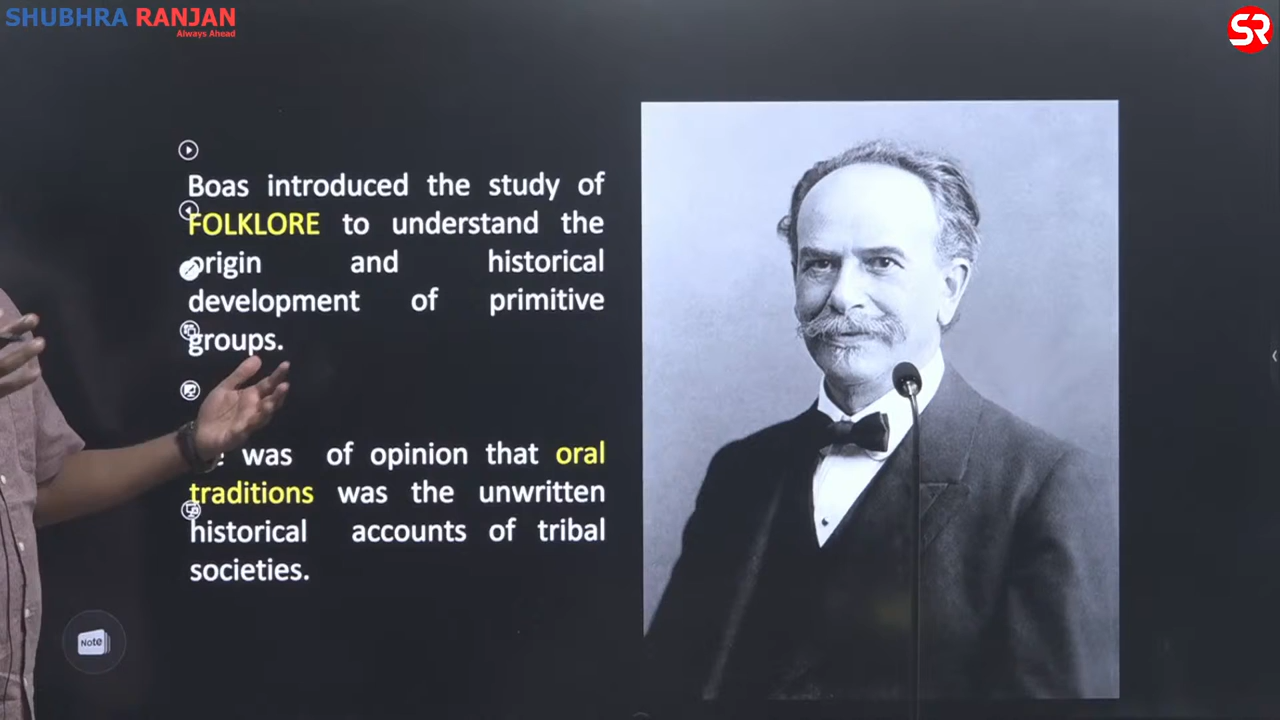 SHUBHRA RANJAN
Always Ahead
SR
Boas introduced the study of
FOLKLORE to understand the
origin and historical
development of primitive
groups.
was of opinion that oral
traditions was the unwritten
historical accounts of tribal
societies.
Note